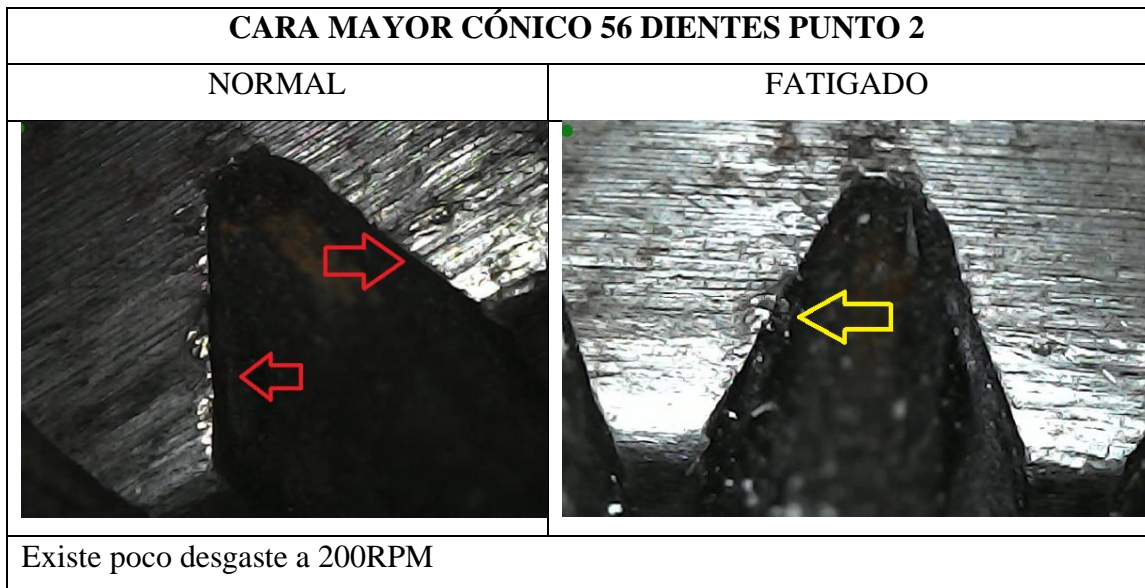 CARA MAYOR CÓNICO 56 DIENTES PUNTO 2
NORMAL
FATIGADO
Existe poco desgaste a 200RPM